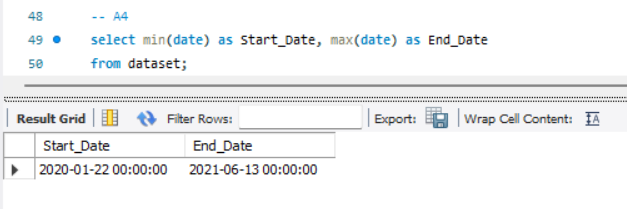 48 -- A4
49 select min(date) as Start_Date, max(date) as End_Date
50 from dataset;
Result Grid Filter Rows: Export: Wrap Cell Content: IA
Start_Date End_Date
2020-01-22 00:00:00 2021-06-13 00:00:00